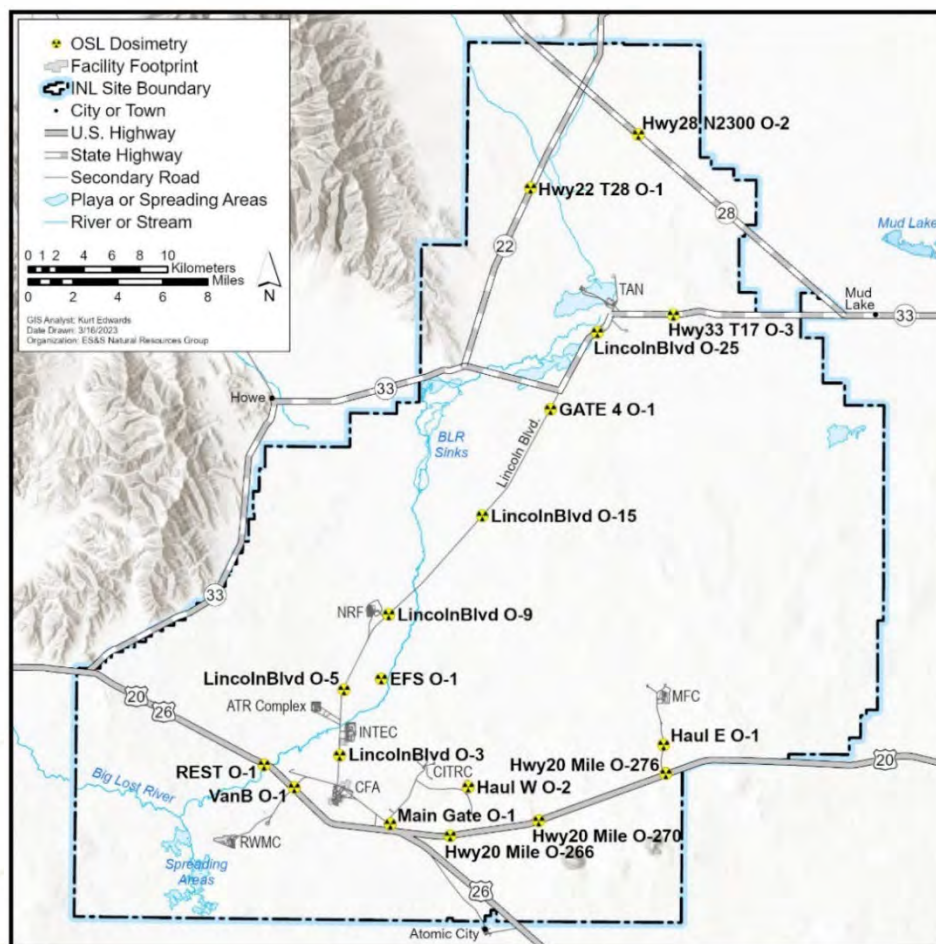 OSL Dosimetry
Facility Footprint
INL Site Boundary
City or Town
U.S. Highway
State Highway
Secondary Road
Playa or Spreading Areas
River or Stream
0 1 2 4 6 8 10
Kilometers
Miles
0 2 4 6 8
N
GIS Analyst: Kurt Edwards
Date Drawn: 3/16/2023
Organization: ES&S Natural Resources Group
Hwy28 N2300 O-2
Hwy22 T28 O-1
28
22
Mud Lake
TAN
Mud
Lake
33
Hwy33 T17 O-3
LincolnBlvd O-25
33
Howe
GATE 4 O-1
BLR
Sinks
Lincoln Blvd.
LincolnBlvd O-15
33
NRF
LincolnBlvd O-9
LincolnBlvd O-5
EFS O-1
20
26
ATR Complex
MFC
INTEC
Haul E O-1
LincolnBlvd O-3
REST O-1
CITRC
Hwy20 Mile O-276
20
Big Lost River
VanB O-1
CFA
Haul W O-2
Main Gate O-1
Hwy20 Mile O-270
RWMC
Hwy20 Mile O-266
Spreading
Areas
26
Atomic City